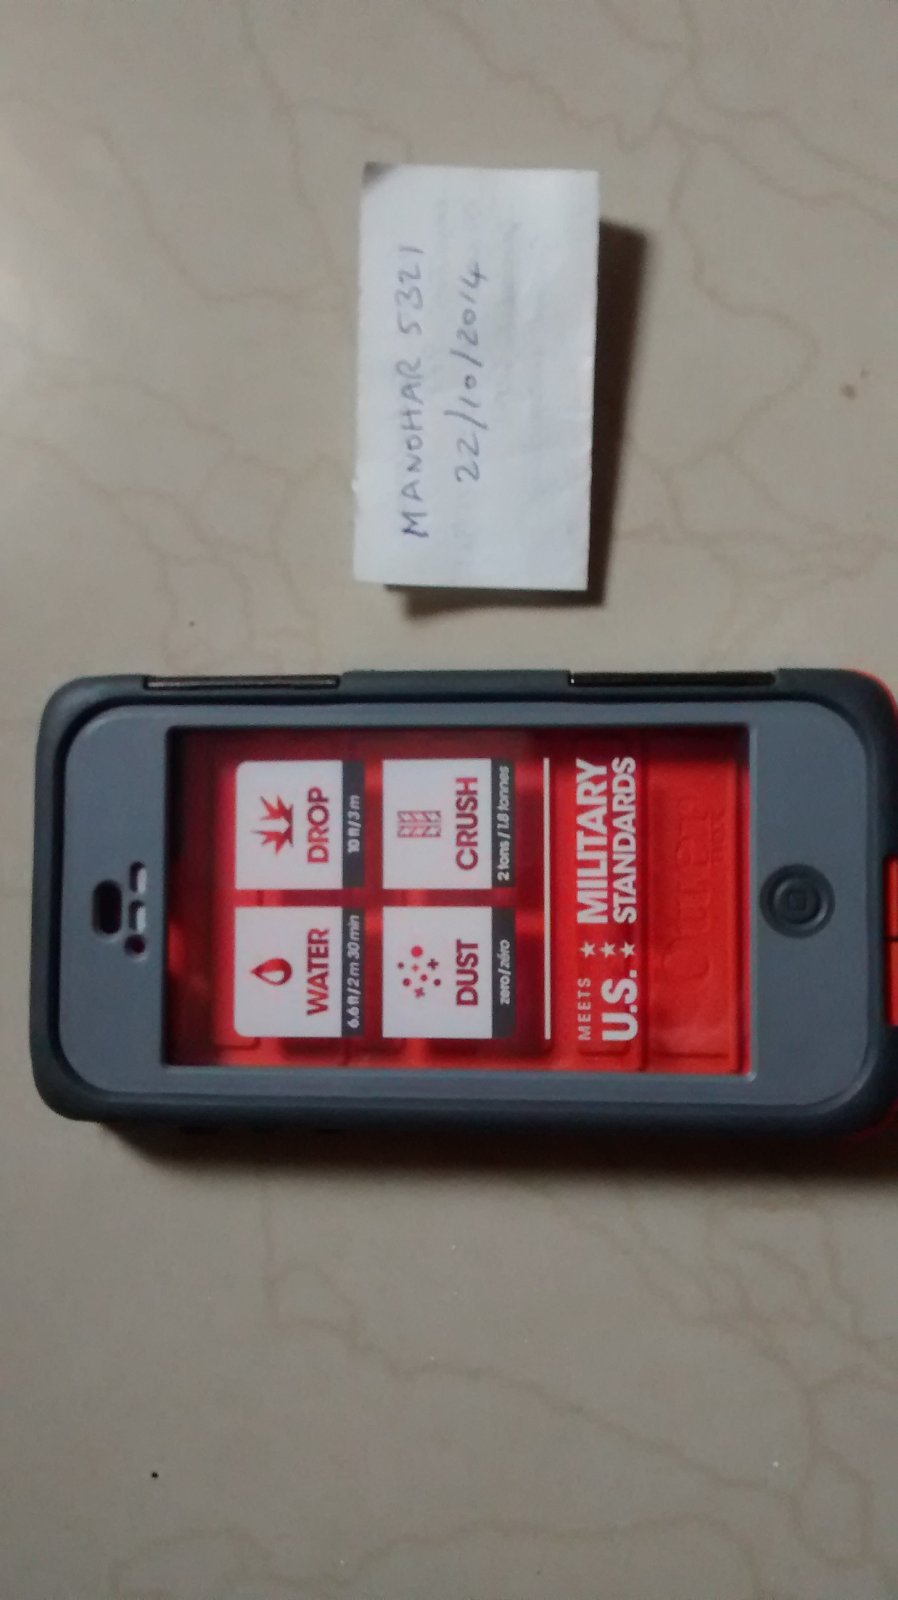 MANOHAR 5321
22/10/2014
WATER
6.6 ft/2 m 30 min
DROP
10 ft/3 m
DUST
zero/zéro
CRUSH
2 tons/1.8 tonnes
MEETS
U.S. MILITARY
STANDARDS